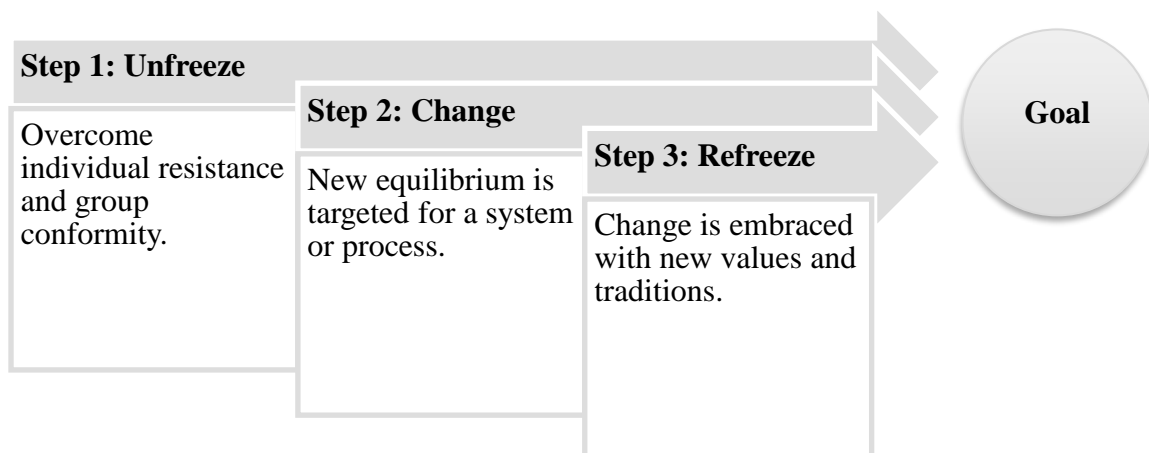 Step 1: Unfreeze
Overcome
individual resistance
and group
conformity.
Step 2: Change
New equilibrium is
targeted for a system
or process.
Step 3: Refreeze
Change is embraced
with new values and
traditions.
Goal